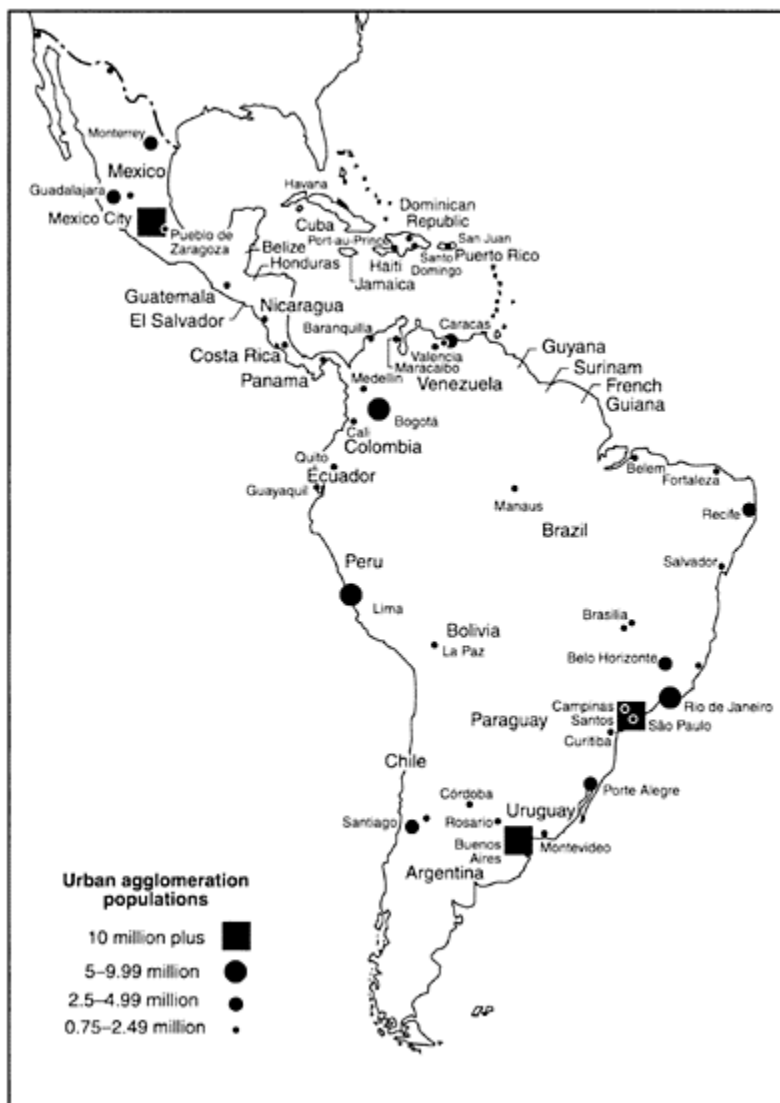 Monterrey
Mexico
Guadalajara
Mexico City
Pueblo de
Zaragoza
Havana
Cuba
Dominican
Republic
Port-au-Prince
Haiti
Jamaica
Santo
Domingo
San Juan
Puerto Rico
Belize
Honduras
Guatemala
El Salvador
Nicaragua
Costa Rica
Panama
Baranquilla
Caracas
Valencia
Maracaibo
Venezuela
Medellin
Bogotá
Cali
Colombia
Guyana
Surinam
French
Guiana
Quito
Ecuador
Guayaquil
Manaus
Belem
Fortaleza
Recife
Brazil
Salvador
Peru
Lima
Bolivia
La Paz
Brasilia
Belo Horizonte
Rio de Janeiro
Campinas
Santos
São Paulo
Paraguay
Curitiba
Chile
Porte Alegre
Córdoba
Uruguay
Santiago
Rosario
Buenos
Aires
Montevideo
Argentina
Urban agglomeration
populations
10 million plus
5–9.99 million
2.5–4.99 million
0.75–2.49 million